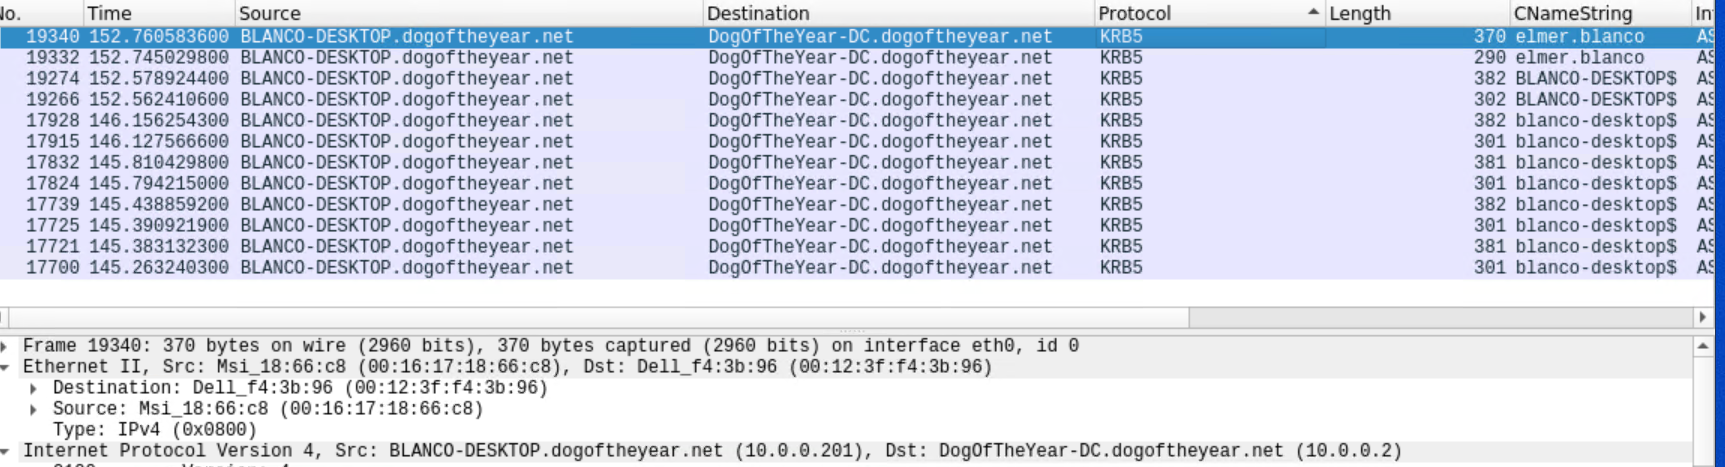 No. Time Source Destination Protocol Length CNameString
19340 152.760583600 BLANCO-DESKTOP.dogoftheyear.net DogOfTheYear-DC.dogoftheyear.net KRB5 370 elmer.blanco AS
19332 152.745029800 BLANCO-DESKTOP.dogoftheyear.net DogOfTheYear-DC.dogoftheyear.net KRB5 290 elmer.blanco AS
19274 152.578924400 BLANCO-DESKTOP.dogoftheyear.net DogOfTheYear-DC.dogoftheyear.net KRB5 382 BLANCO-DESKTOP$ AS
19266 152.562410600 BLANCO-DESKTOP.dogoftheyear.net DogOfTheYear-DC.dogoftheyear.net KRB5 302 BLANCO-DESKTOP$ AS
17928 146.156254300 BLANCO-DESKTOP.dogoftheyear.net DogOfTheYear-DC.dogoftheyear.net KRB5 382 blanco-desktop$ AS
17915 146.127566600 BLANCO-DESKTOP.dogoftheyear.net DogOfTheYear-DC.dogoftheyear.net KRB5 301 blanco-desktop$ AS
17832 145.810429800 BLANCO-DESKTOP.dogoftheyear.net DogOfTheYear-DC.dogoftheyear.net KRB5 381 blanco-desktop$ AS
17824 145.794215000 BLANCO-DESKTOP.dogoftheyear.net DogOfTheYear-DC.dogoftheyear.net KRB5 301 blanco-desktop$ AS
17739 145.438859200 BLANCO-DESKTOP.dogoftheyear.net DogOfTheYear-DC.dogoftheyear.net KRB5 382 blanco-desktop$ AS
17725 145.390921900 BLANCO-DESKTOP.dogoftheyear.net DogOfTheYear-DC.dogoftheyear.net KRB5 301 blanco-desktop$ AS
17721 145.383132300 BLANCO-DESKTOP.dogoftheyear.net DogOfTheYear-DC.dogoftheyear.net KRB5 381 blanco-desktop$ AS
17700 145.263240300 BLANCO-DESKTOP.dogoftheyear.net DogOfTheYear-DC.dogoftheyear.net KRB5 301 blanco-desktop$ AS
Frame 19340: 370 bytes on wire (2960 bits), 370 bytes captured (2960 bits) on interface eth0, id 0
Ethernet II, Src: Msi_18:66:c8 (00:16:17:18:66:c8), Dst: Dell_f4:3b:96 (00:12:3f:f4:3b:96)
Destination: Dell_f4:3b:96 (00:12:3f:f4:3b:96)
Source: Msi_18:66:c8 (00:16:17:18:66:c8)
Type: IPv4 (0x0800)
Internet Protocol Version 4, Src: BLANCO-DESKTOP.dogoftheyear.net (10.0.0.201), Dst: DogOfTheYear-DC.dogoftheyear.net (10.0.0.2)